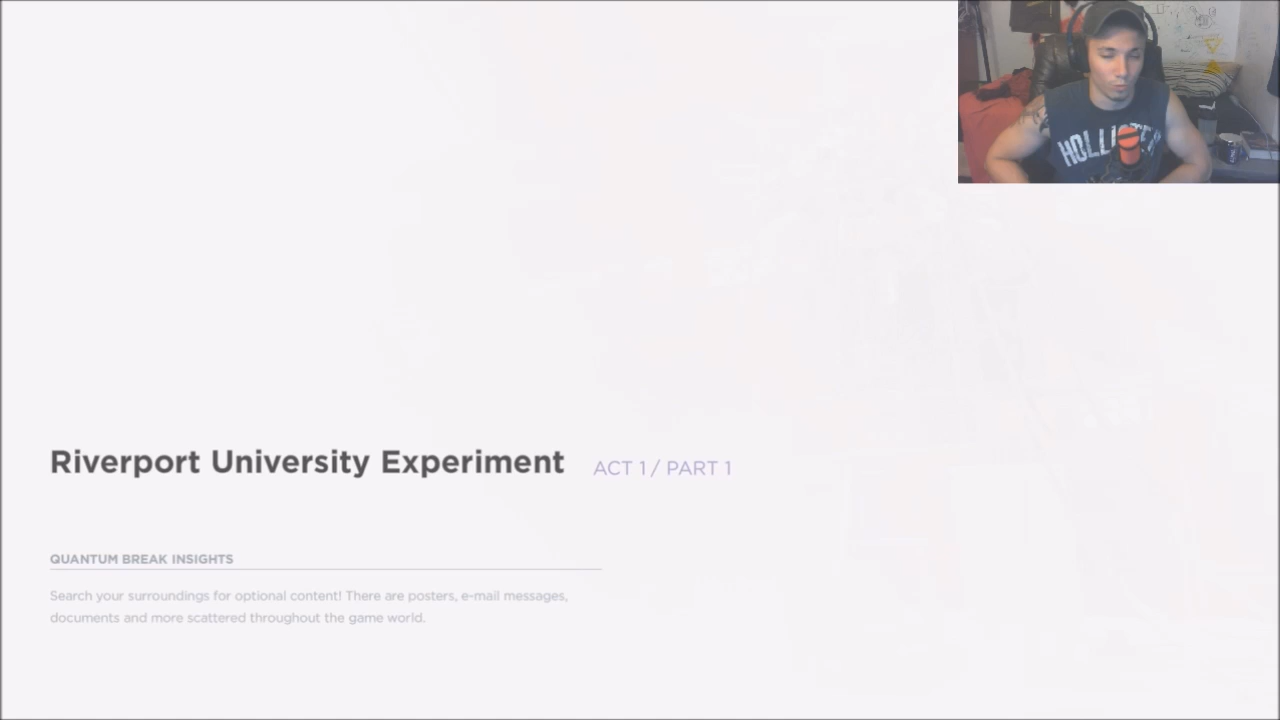 Riverport University Experiment ACT 1 / PART 1
QUANTUM BREAK INSIGHTS
Search your surroundings for optional content! There are posters, e-mail messages,
documents and more scattered throughout the game world.